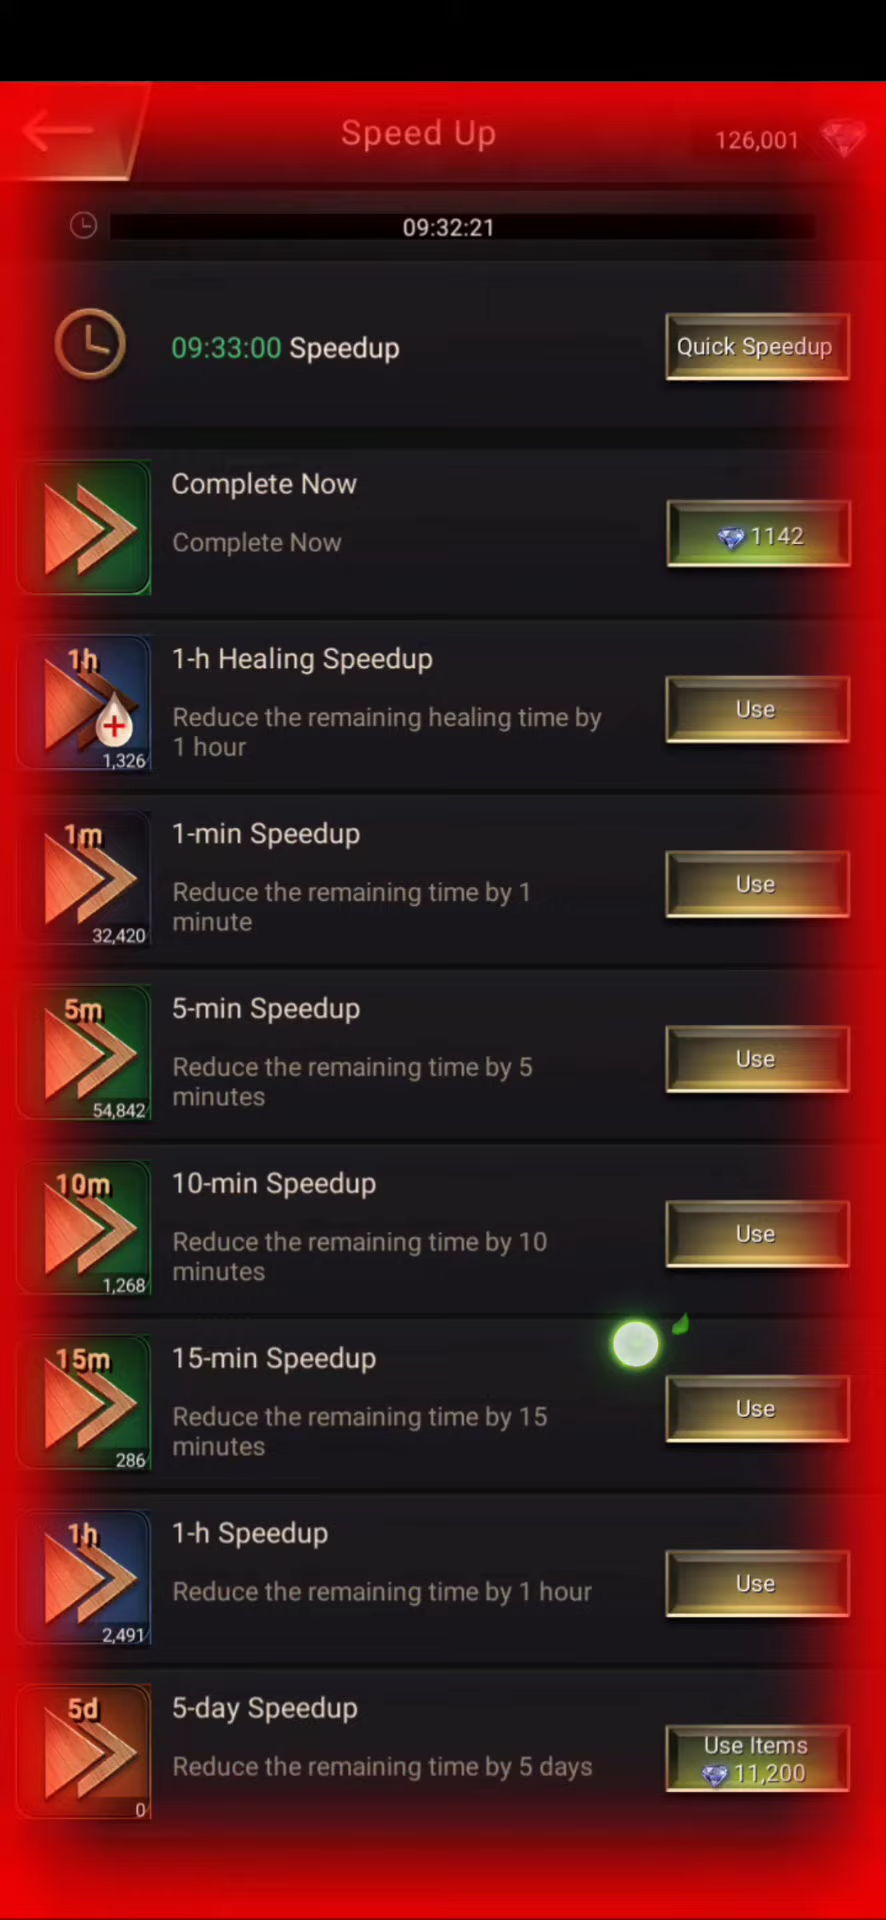 Speed Up
126,001
09:32:21
09:33:00 Speedup
Quick Speedup
Complete Now
Complete Now
1142
1h
1,326
1-h Healing Speedup
Reduce the remaining healing time by
1 hour
Use
1m
32,420
1-min Speedup
Reduce the remaining time by 1
minute
Use
5m
54,842
5-min Speedup
Reduce the remaining time by 5
minutes
Use
10m
1,268
10-min Speedup
Reduce the remaining time by 10
minutes
Use
15m
286
15-min Speedup
Reduce the remaining time by 15
minutes
Use
1h
2,491
1-h Speedup
Reduce the remaining time by 1 hour
Use
5d
0
5-day Speedup
Reduce the remaining time by 5 days
Use Items
11,200